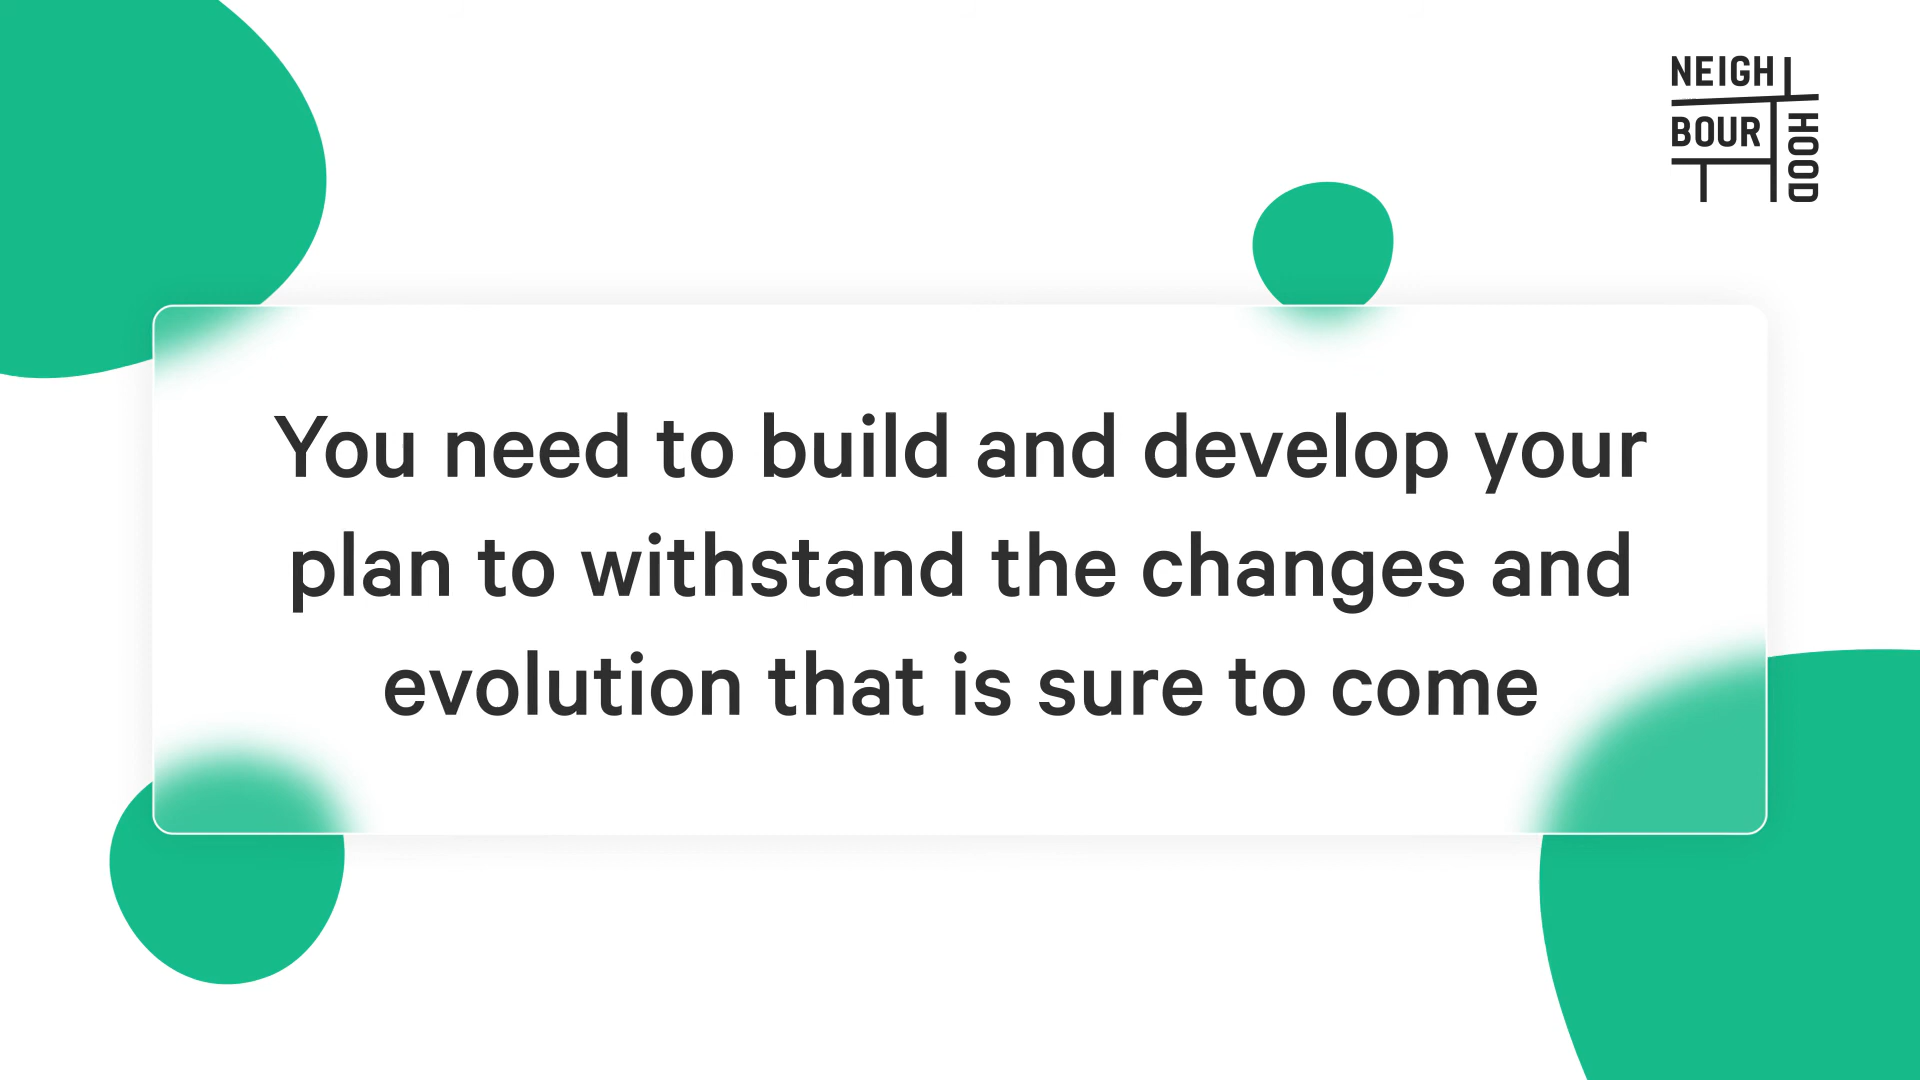 NEIGH
BOUR
HOOD
You need to build and develop your
plan to withstand the changes and
evolution that is sure to come